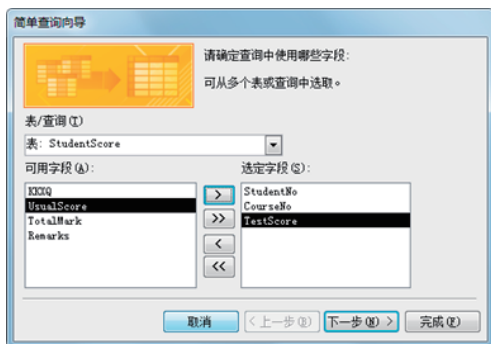 简单查询向导
请确定查询中使用哪些字段:
可从多个表或查询中选取。
表/查询(T)
表: StudentScore
可用字段(A):
选定字段(S):
KKXQ
UsualScore
TotalMark
Remarks
>
>>
<
<<
StudentNo
CourseNo
TestScore
取消
< 上一步(B)
下一步(N) >
完成(F)